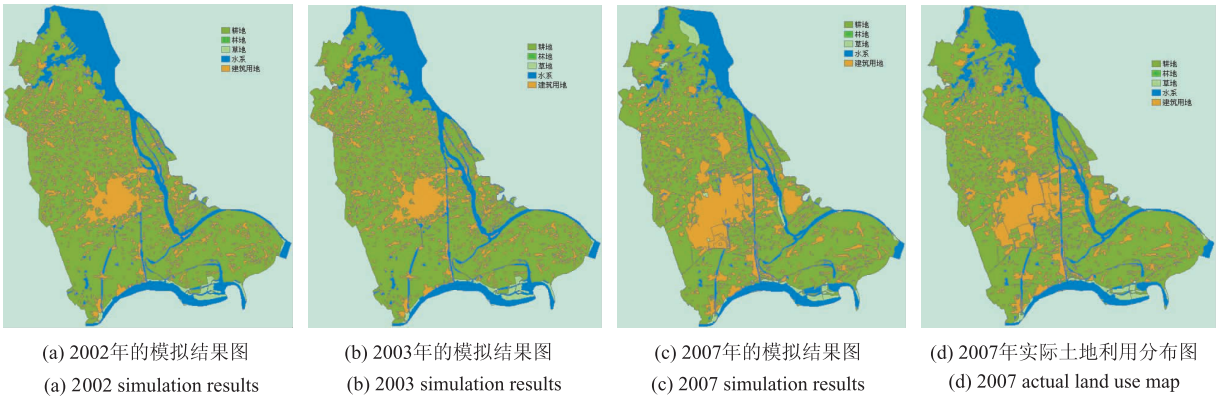 耕地
林地
草地
水系
建筑用地
耕地
林地
草地
水系
建筑用地
耕地
林地
草地
水系
建筑用地
耕地
林地
草地
水系
建筑用地
(a) 2002年的模拟结果图
(b) 2003年的模拟结果图
(c) 2007年的模拟结果图
(d) 2007年实际土地利用分布图
(a) 2002 simulation results
(b) 2003 simulation results
(c) 2007 simulation results
(d) 2007 actual land use map